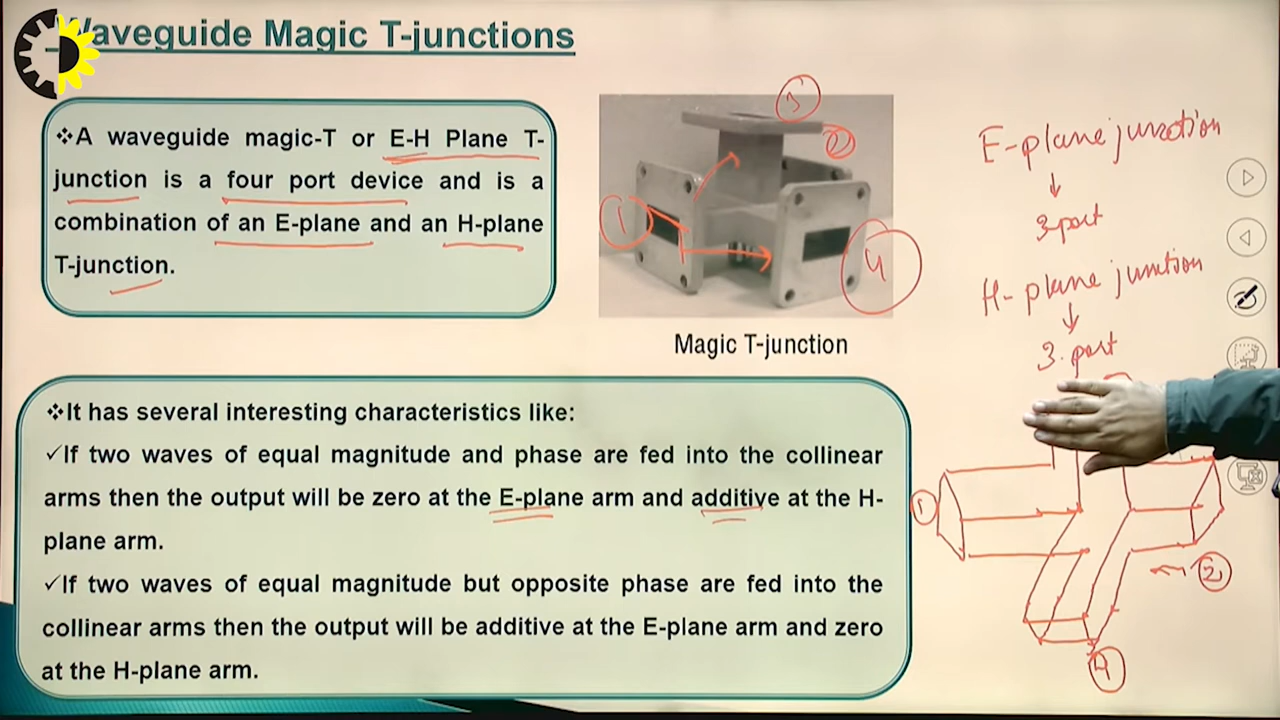 Waveguide Magic T-junctions
❖A waveguide magic-T or E-H Plane T-
junction is a four port device and is a
combination of an E-plane and an H-plane
T-junction.
1
3
2
4
Magic T-junction
E-plane junction
3-port
H-plane junction
3-port
❖It has several interesting characteristics like:
✓If two waves of equal magnitude and phase are fed into the collinear
arms then the output will be zero at the E-plane arm and additive at the H-
plane arm.
✓If two waves of equal magnitude but opposite phase are fed into the
collinear arms then the output will be additive at the E-plane arm and zero
at the H-plane arm.
1
2
4